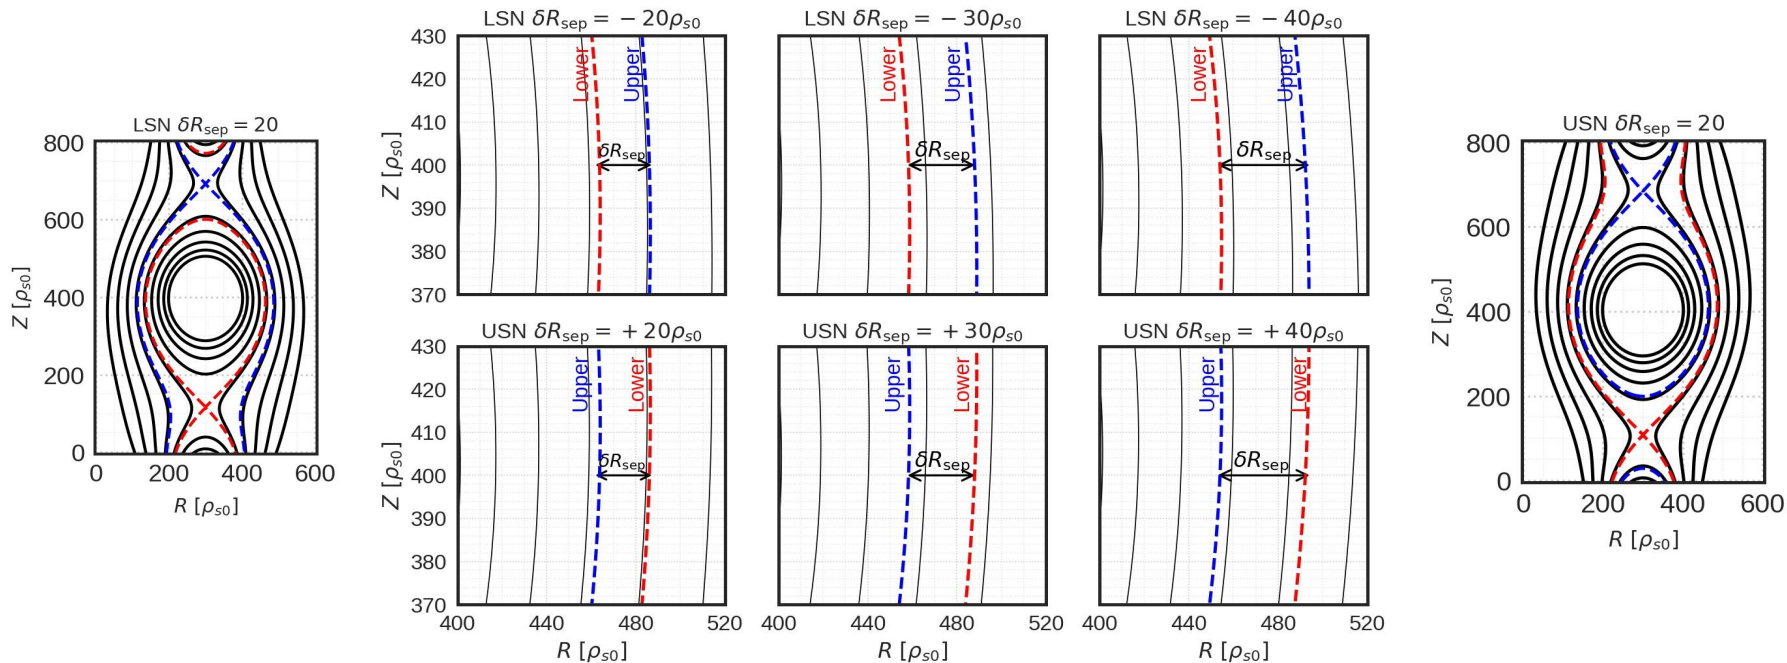 LSN δR_sep = − 20ρ_s0
LSN δR_sep = − 30ρ_s0
LSN δR_sep = − 40ρ_s0
430
420
410
400
390
380
370
Z [ρ_s0]
Lower
Upper
δR_sep
Lower
Upper
δR_sep
Lower
Upper
δR_sep
LSN δR_sep = 20
800
600
400
200
0
Z [ρ_s0]
0 200 400 600
R [ρ_s0]
USN δR_sep = + 20ρ_s0
USN δR_sep = + 30ρ_s0
USN δR_sep = + 40ρ_s0
430
420
410
400
390
380
370
Z [ρ_s0]
Upper
Lower
δR_sep
Upper
Lower
δR_sep
Upper
Lower
δR_sep
400 440 480 520
R [ρ_s0]
400 440 480 520
R [ρ_s0]
400 440 480 520
R [ρ_s0]
USN δR_sep = 20
800
600
400
200
0
Z [ρ_s0]
0 200 400 600
R [ρ_s0]